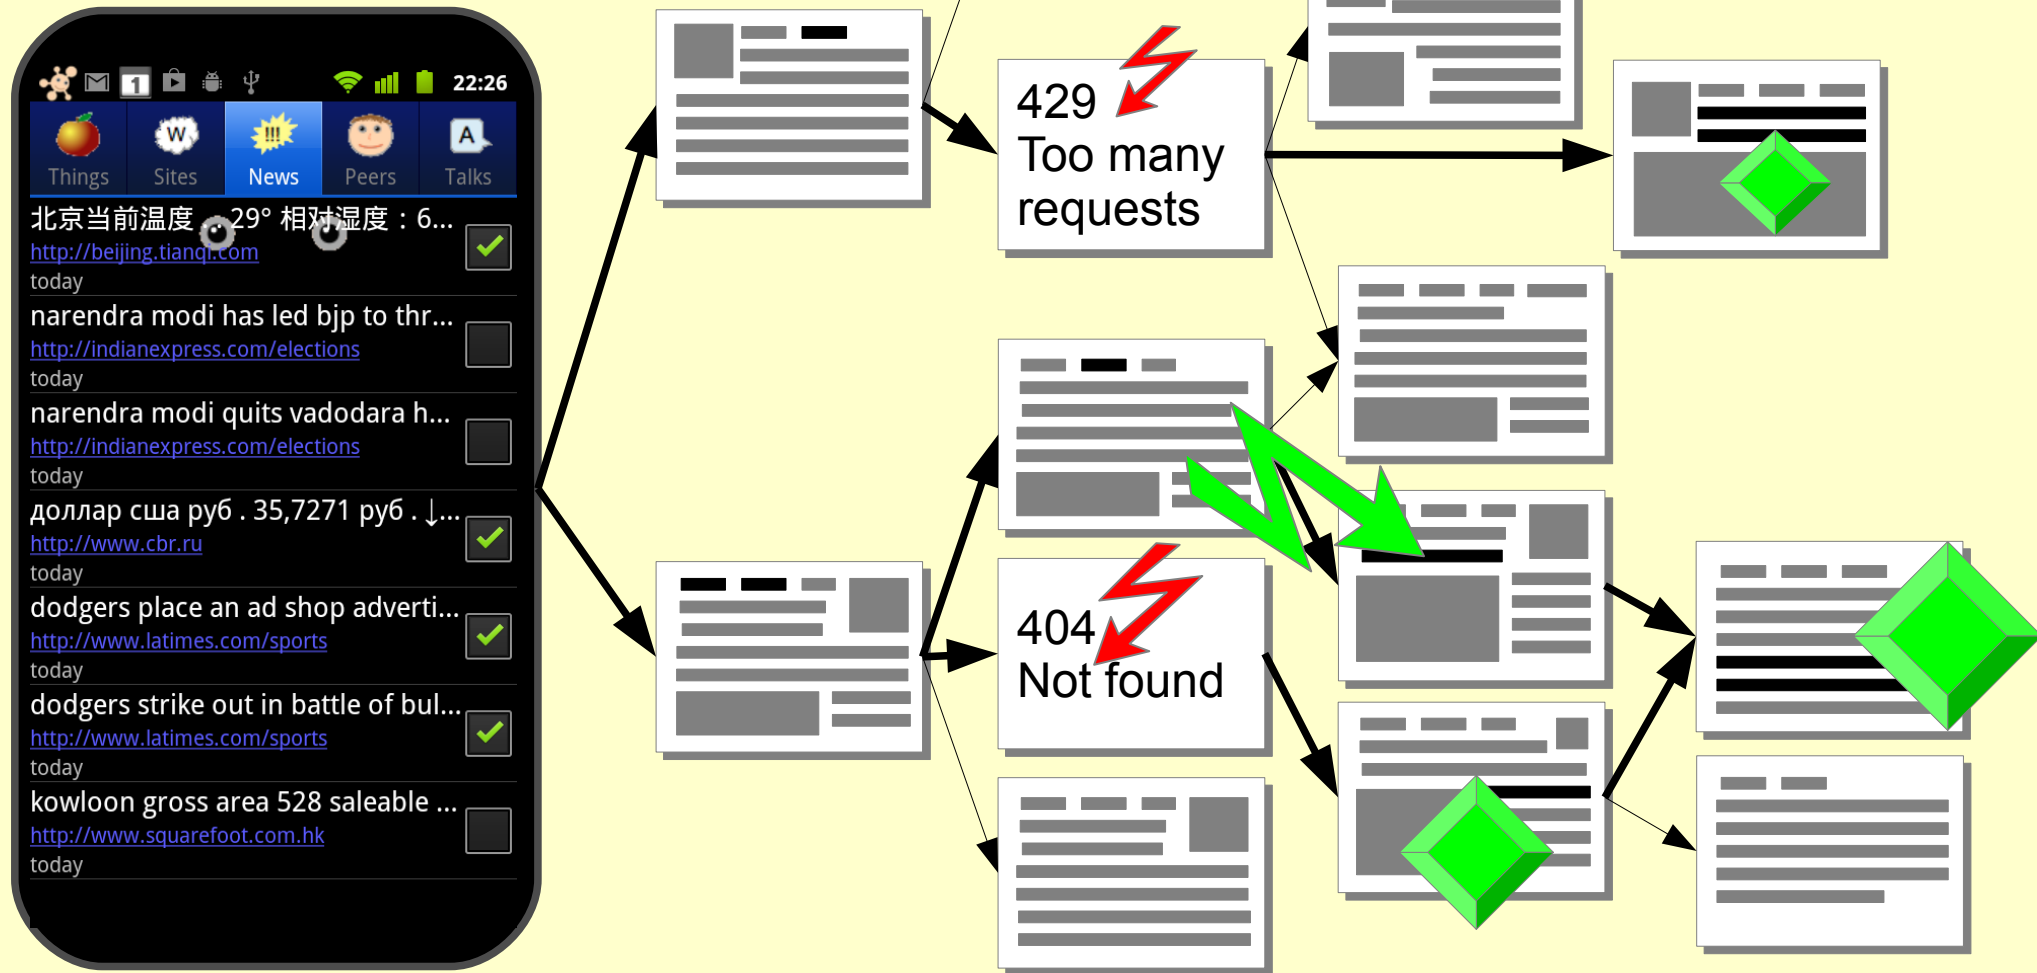 1
22:26
W
!!!
A
Things
Sites
News
Peers
Talks
北京当前温度 : 29° 相对湿度：6...
http://beijing.tianqi.com
today
narendra modi has led bjp to thr...
http://indianexpress.com/elections
today
narendra modi quits vadodara h...
http://indianexpress.com/elections
today
доллар сша руб . 35,7271 руб . ↓...
http://www.cbr.ru
today
dodgers place an ad shop adverti...
http://www.latimes.com/sports
today
dodgers strike out in battle of bul...
http://www.latimes.com/sports
today
kowloon gross area 528 saleable ...
http://www.squarefoot.com.hk
today
429
Too many
requests
404
Not found